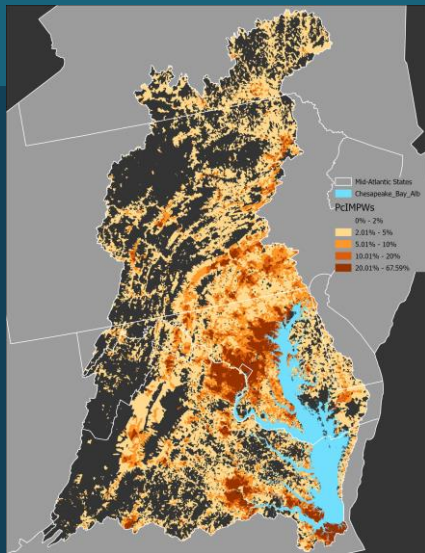 Mid-Atlantic States
Chesapeake_Bay_Alb
PcIMPWs
0% - 2%
2.01% - 5%
5.01% - 10%
10.01% - 20%
20.01% - 67.59%